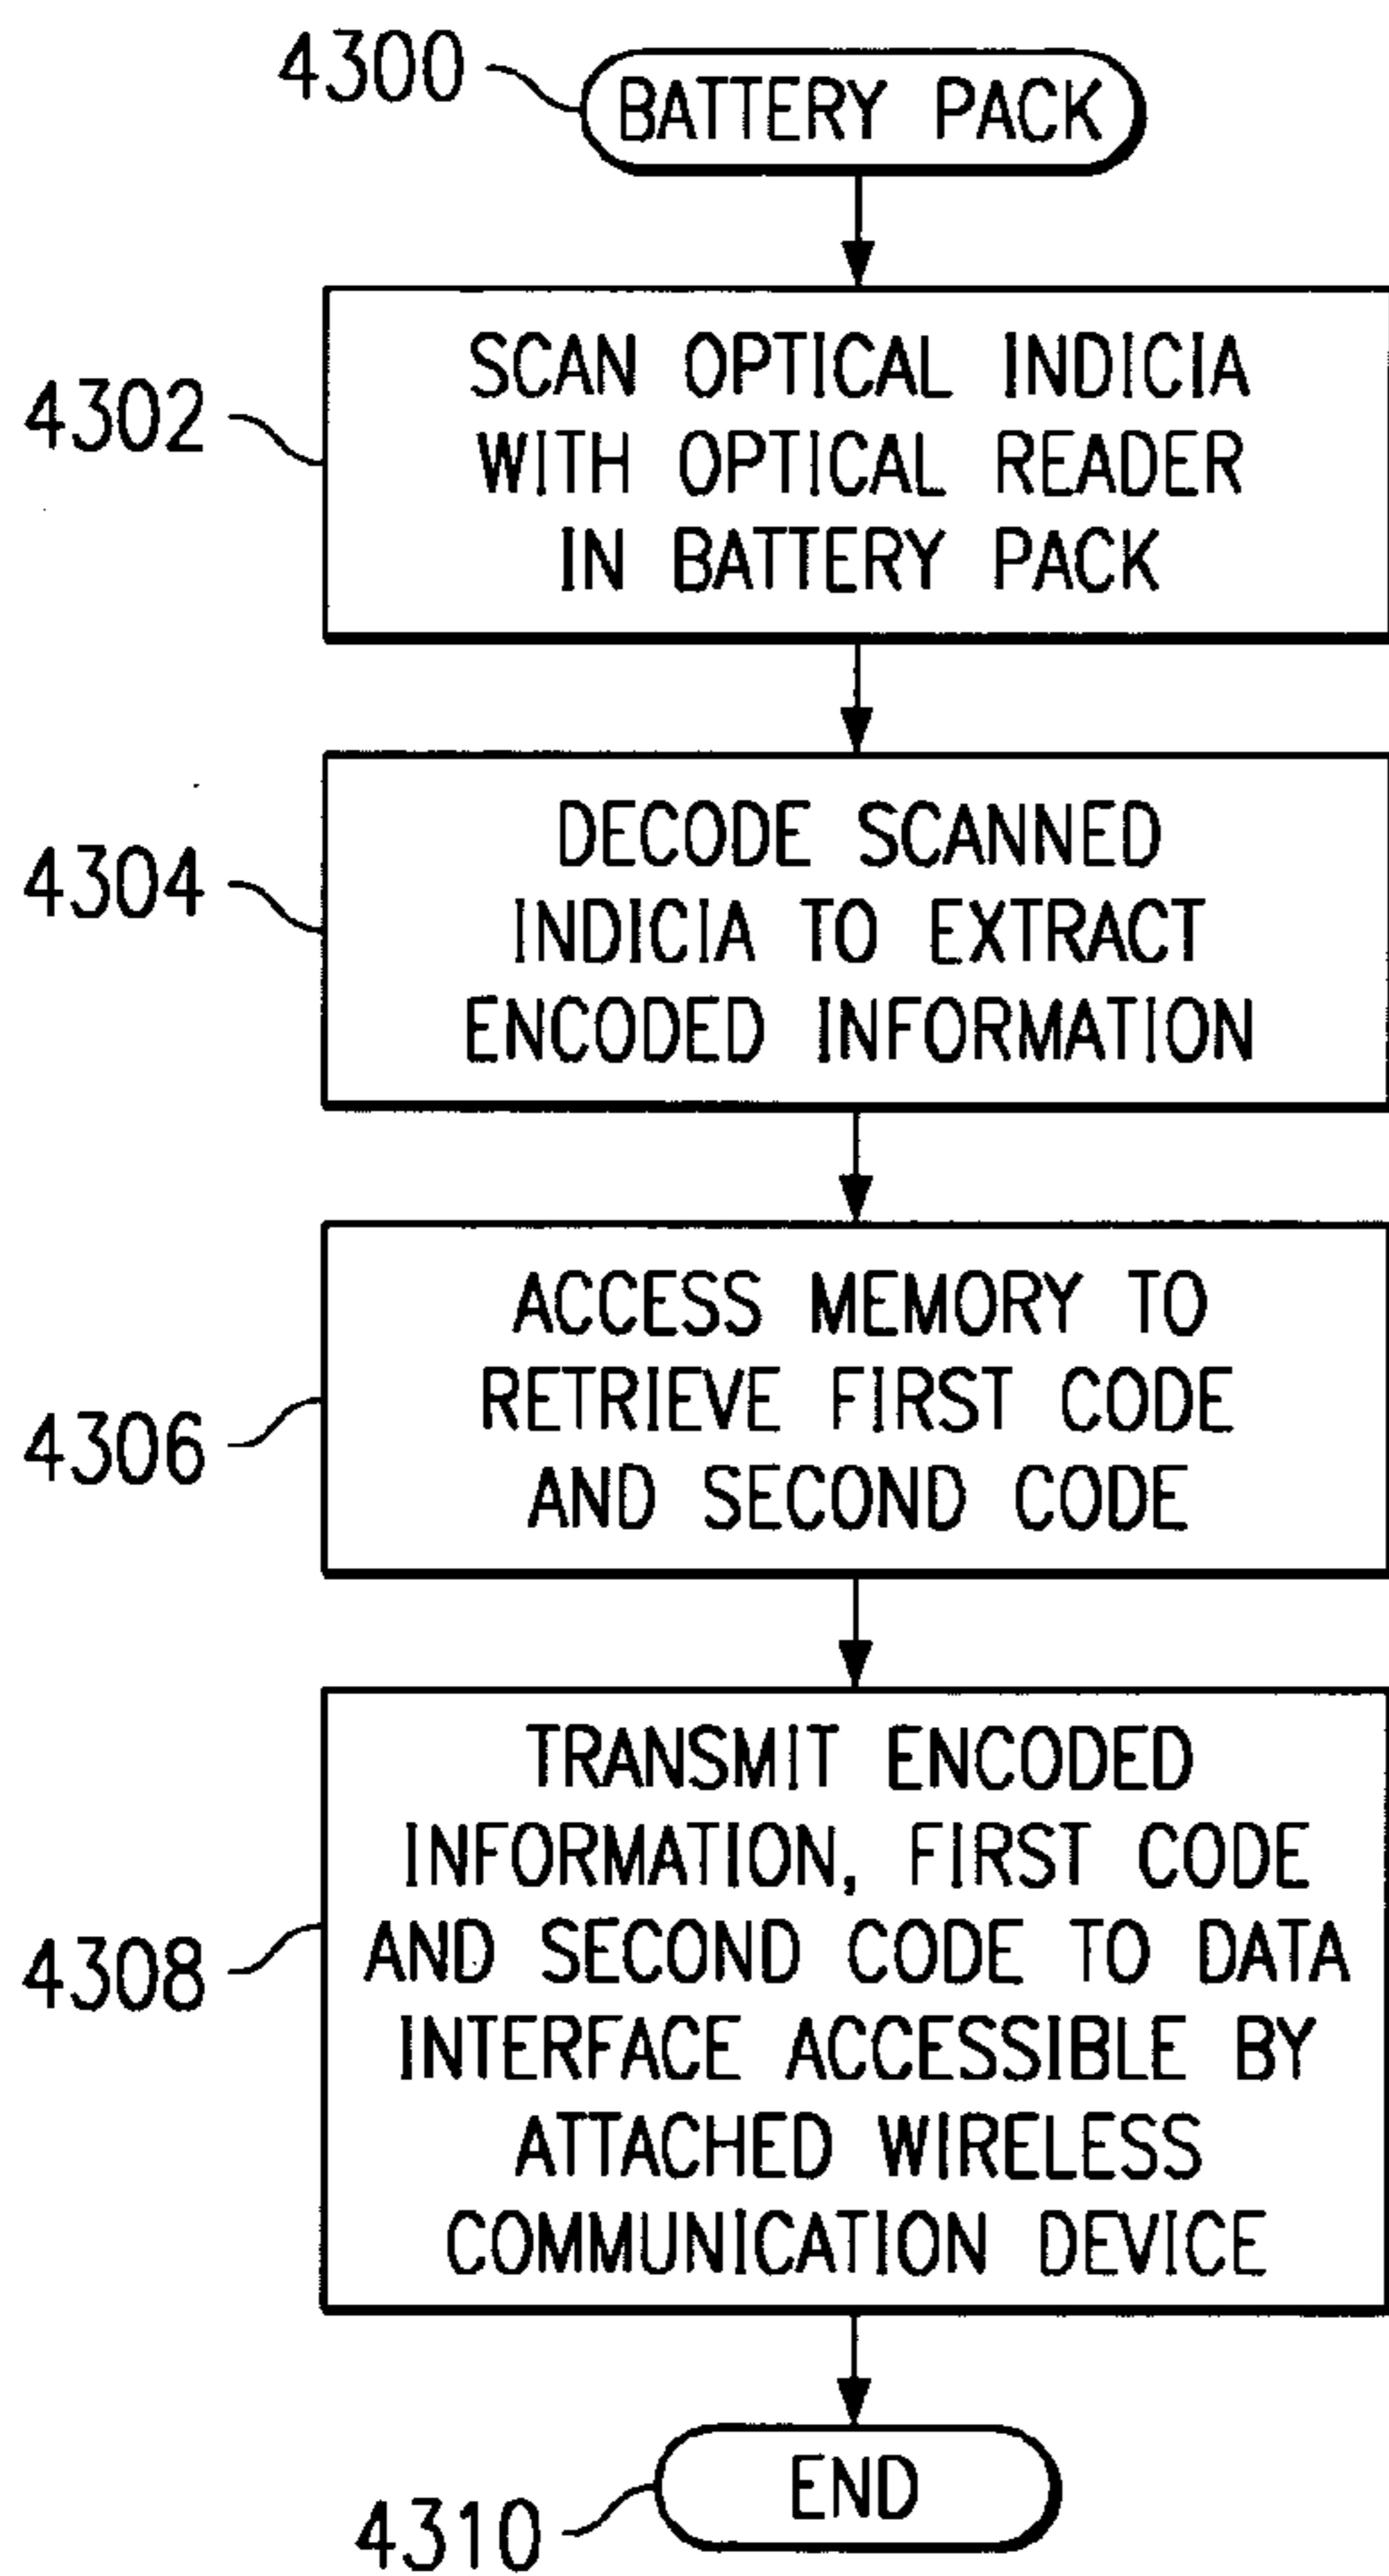 4300
BATTERY PACK
4302
SCAN OPTICAL INDICIA
WITH OPTICAL READER
IN BATTERY PACK
4304
DECODE SCANNED
INDICIA TO EXTRACT
ENCODED INFORMATION
4306
ACCESS MEMORY TO
RETRIEVE FIRST CODE
AND SECOND CODE
4308
TRANSMIT ENCODED
INFORMATION, FIRST CODE
AND SECOND CODE TO DATA
INTERFACE ACCESSIBLE BY
ATTACHED WIRELESS
COMMUNICATION DEVICE
4310
END